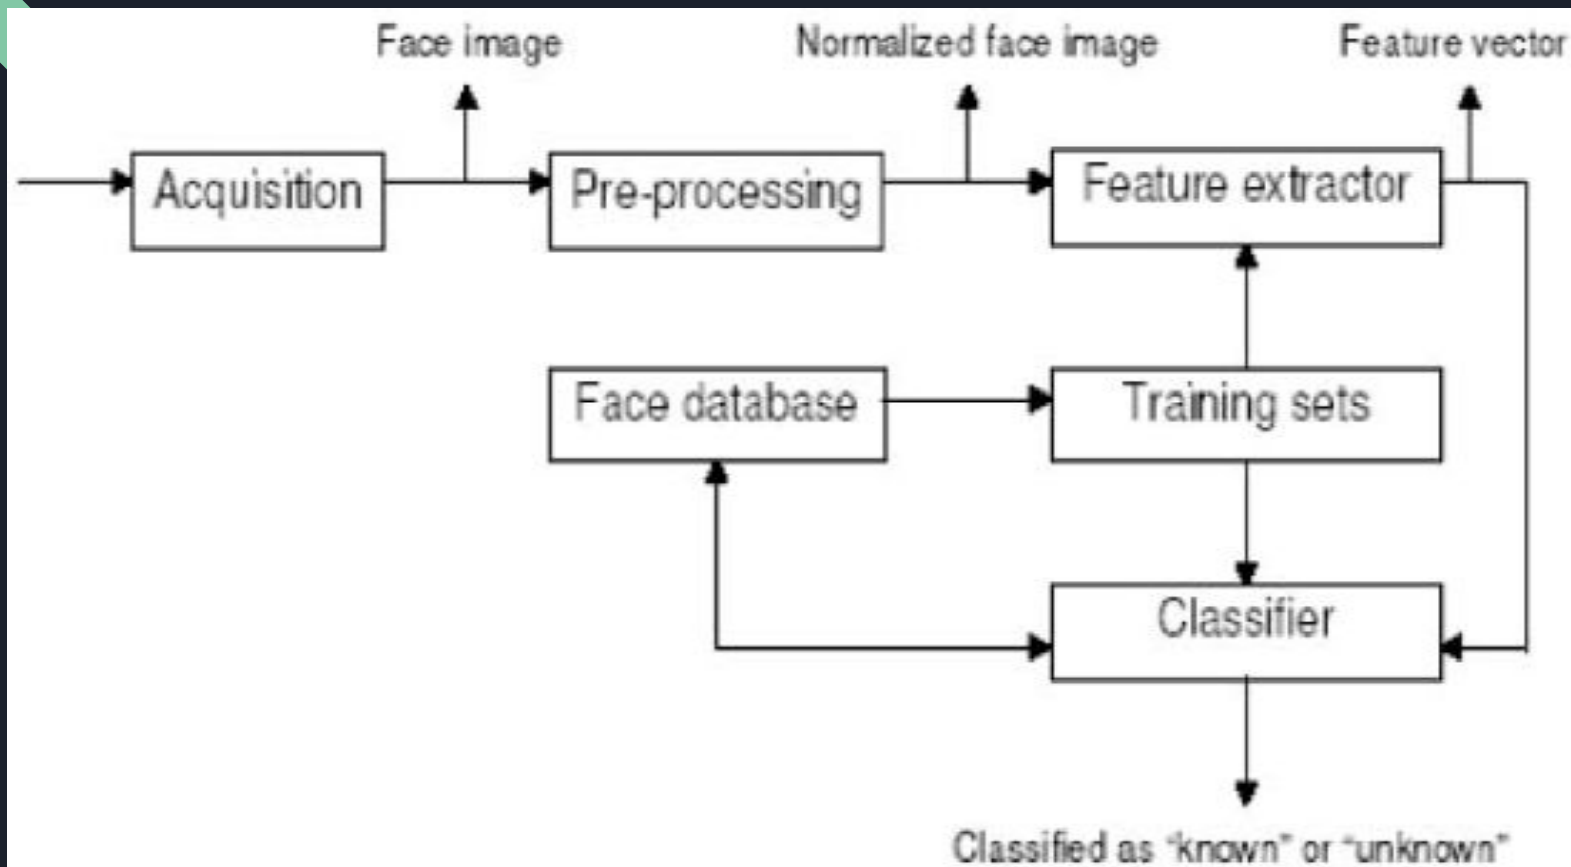 Face image
Normalized face image
Feature vector
Acquisition
Pre-processing
Feature extractor
Face database
Training sets
Classifier
Classified as “known” or “unknown”